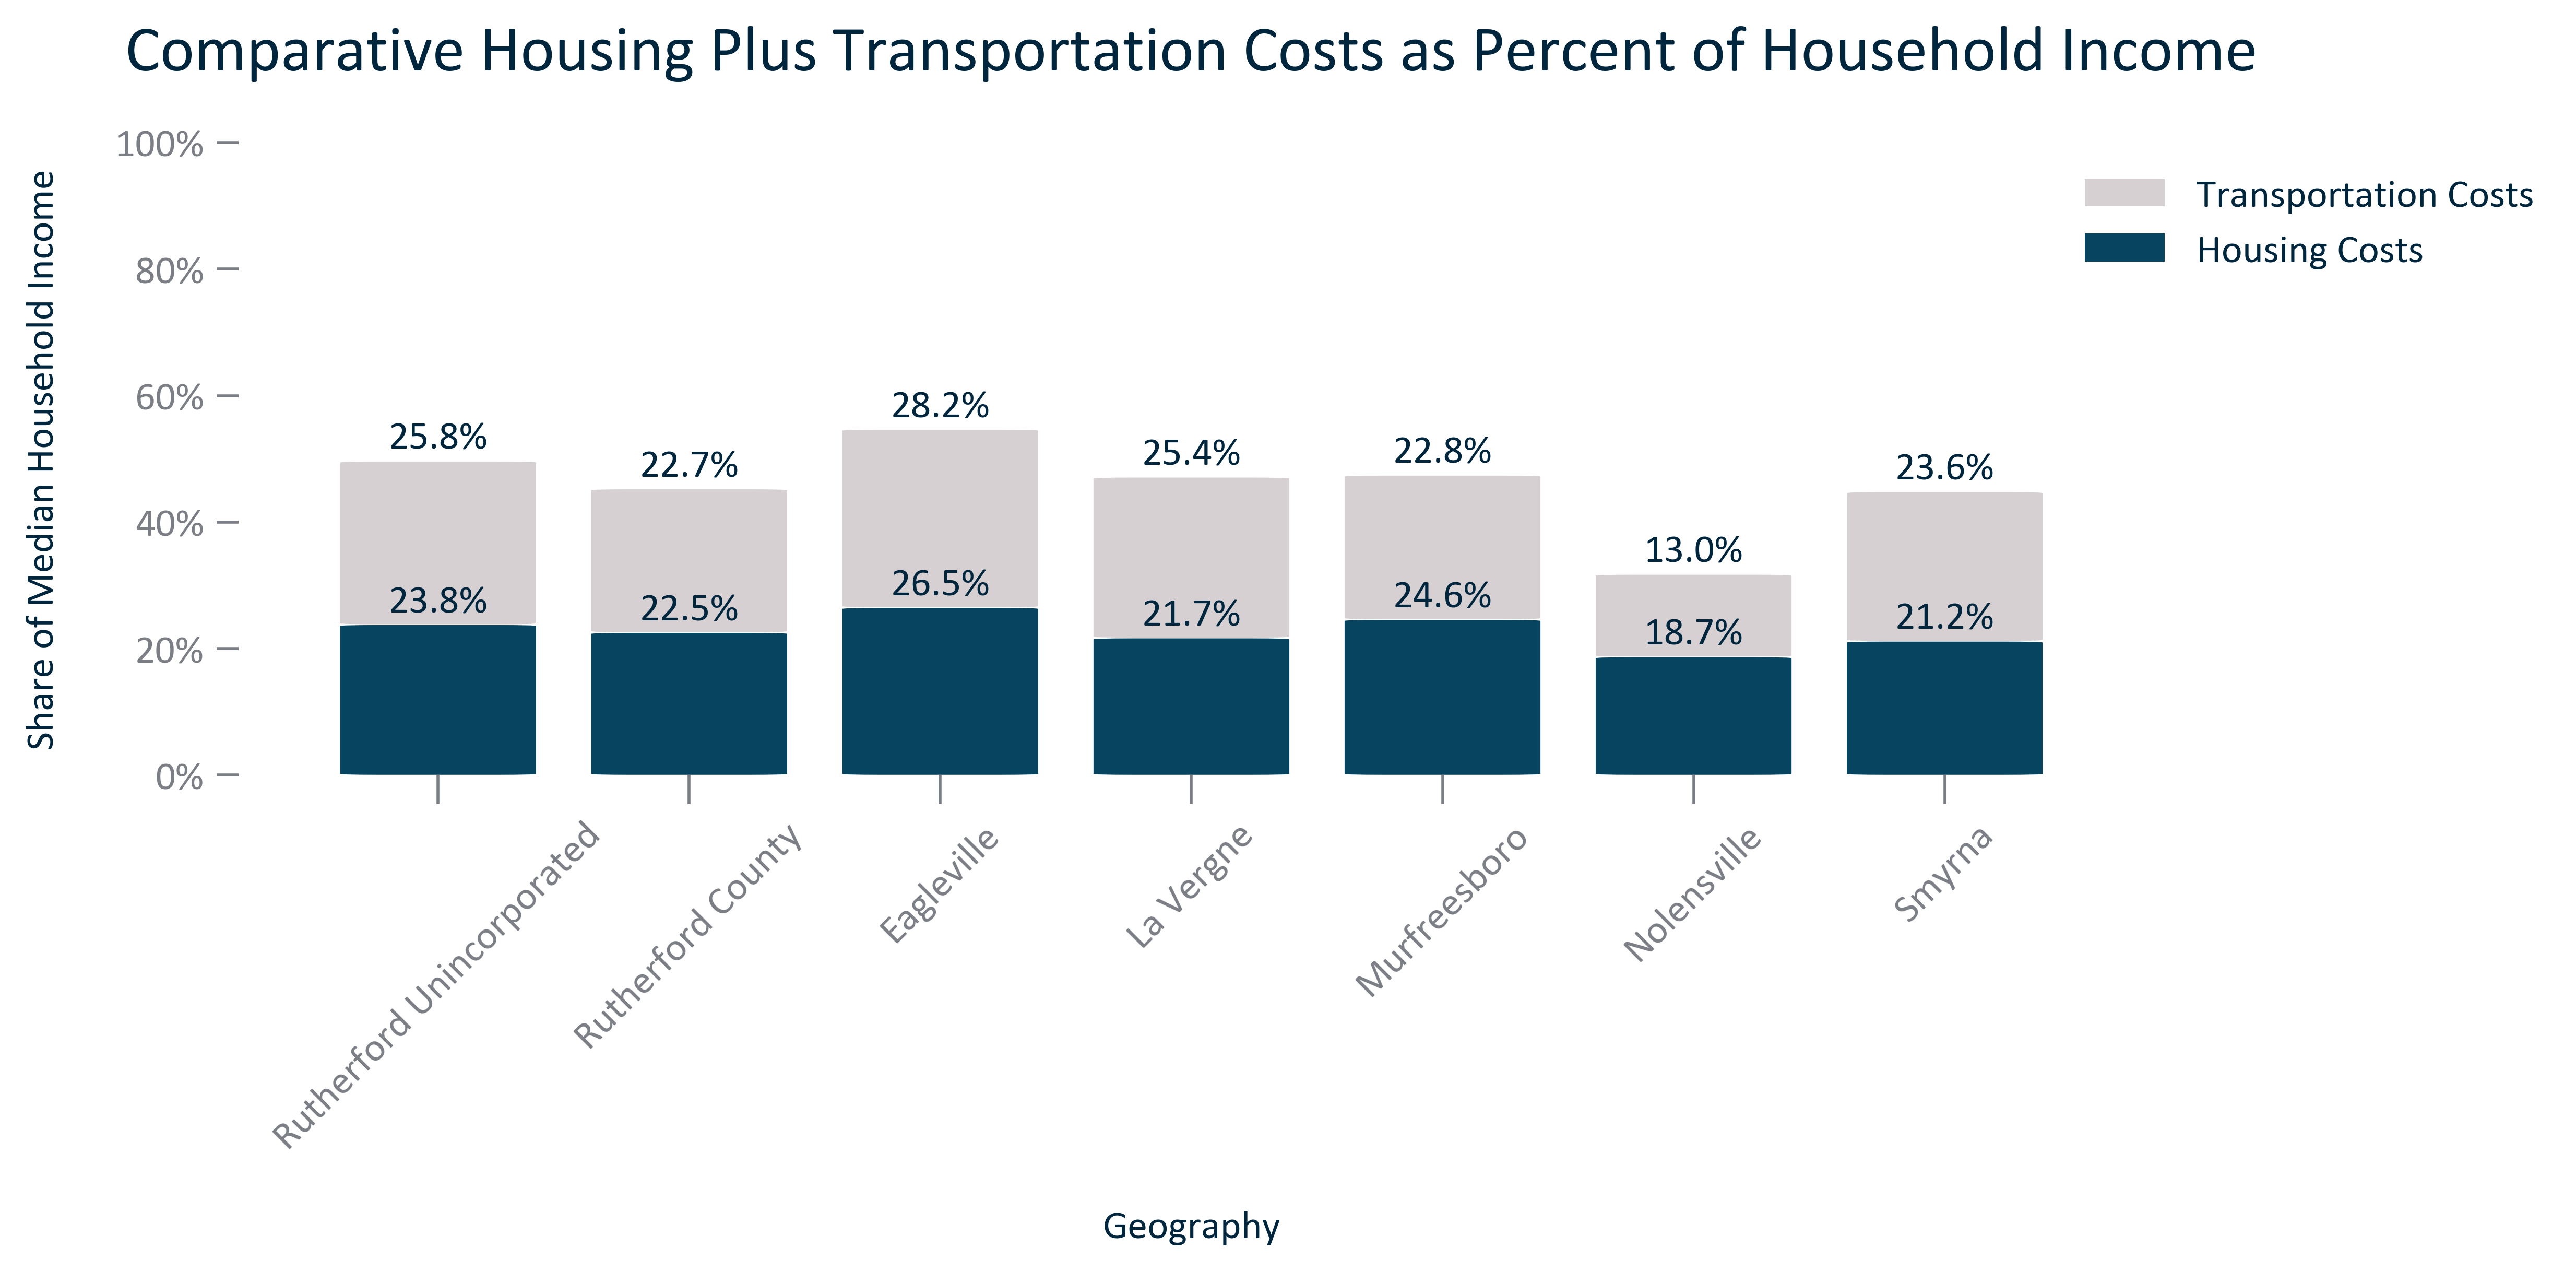 Comparative Housing Plus Transportation Costs as Percent of Household Income
Share of Median Household Income
100%
80%
60%
40%
20%
0%
Transportation Costs
Housing Costs
25.8%
23.8%
22.7%
22.5%
28.2%
26.5%
25.4%
21.7%
22.8%
24.6%
13.0%
18.7%
23.6%
21.2%
Rutherford Unincorporated
Rutherford County
Eagleville
La Vergne
Murfreesboro
Nolensville
Smyrna
Geography